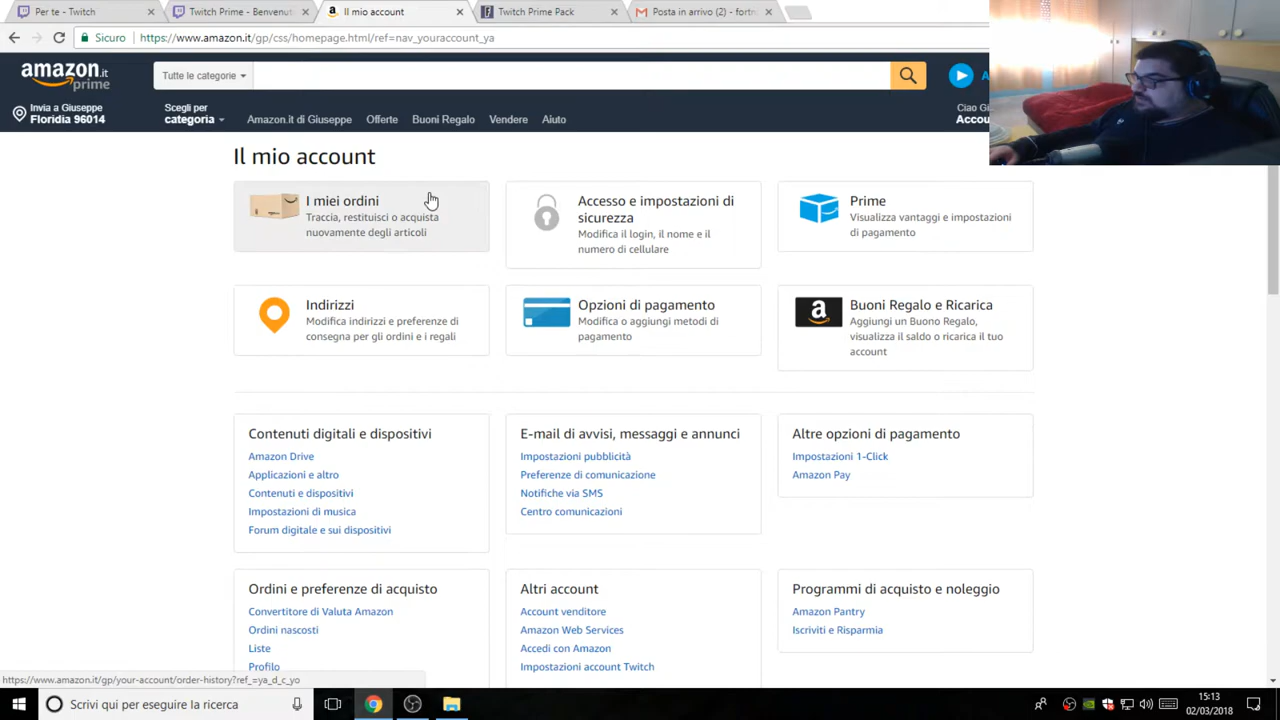 Per te - Twitch
Twitch Prime - Benvenut
Il mio account
Twitch Prime Pack
Posta in arrivo (2) - fortni
Sicuro
https://www.amazon.it/gp/css/homepage.html/ref=nav_youraccount_ya
amazon.it
prime
Tutte le categorie
A
Invia a Giuseppe
Floridia 96014
Scegli per
categoria
Amazon.it di Giuseppe
Offerte
Buoni Regalo
Vendere
Aiuto
Ciao Gi
Accou
Il mio account
I miei ordini
Traccia, restituisci o acquista
nuovamente degli articoli
Accesso e impostazioni di
sicurezza
Modifica il login, il nome e il
numero di cellulare
Prime
Visualizza vantaggi e impostazioni
di pagamento
Indirizzi
Modifica indirizzi e preferenze di
consegna per gli ordini e i regali
Opzioni di pagamento
Modifica o aggiungi metodi di
pagamento
a
Buoni Regalo e Ricarica
Aggiungi un Buono Regalo,
visualizza il saldo o ricarica il tuo
account
Contenuti digitali e dispositivi
Amazon Drive
Applicazioni e altro
Contenuti e dispositivi
Impostazioni di musica
Forum digitale e sui dispositivi
E-mail di avvisi, messaggi e annunci
Impostazioni pubblicità
Preferenze di comunicazione
Notifiche via SMS
Centro comunicazioni
Altre opzioni di pagamento
Impostazioni 1-Click
Amazon Pay
Ordini e preferenze di acquisto
Convertitore di Valuta Amazon
Ordini nascosti
Liste
Profilo
Altri account
Account venditore
Amazon Web Services
Accedi con Amazon
Impostazioni account Twitch
Programmi di acquisto e noleggio
Amazon Pantry
Iscriviti e Risparmia
https://www.amazon.it/gp/your-account/order-history?ref_=ya_d_c_yo
Scrivi qui per eseguire la ricerca
15:13
02/03/2018